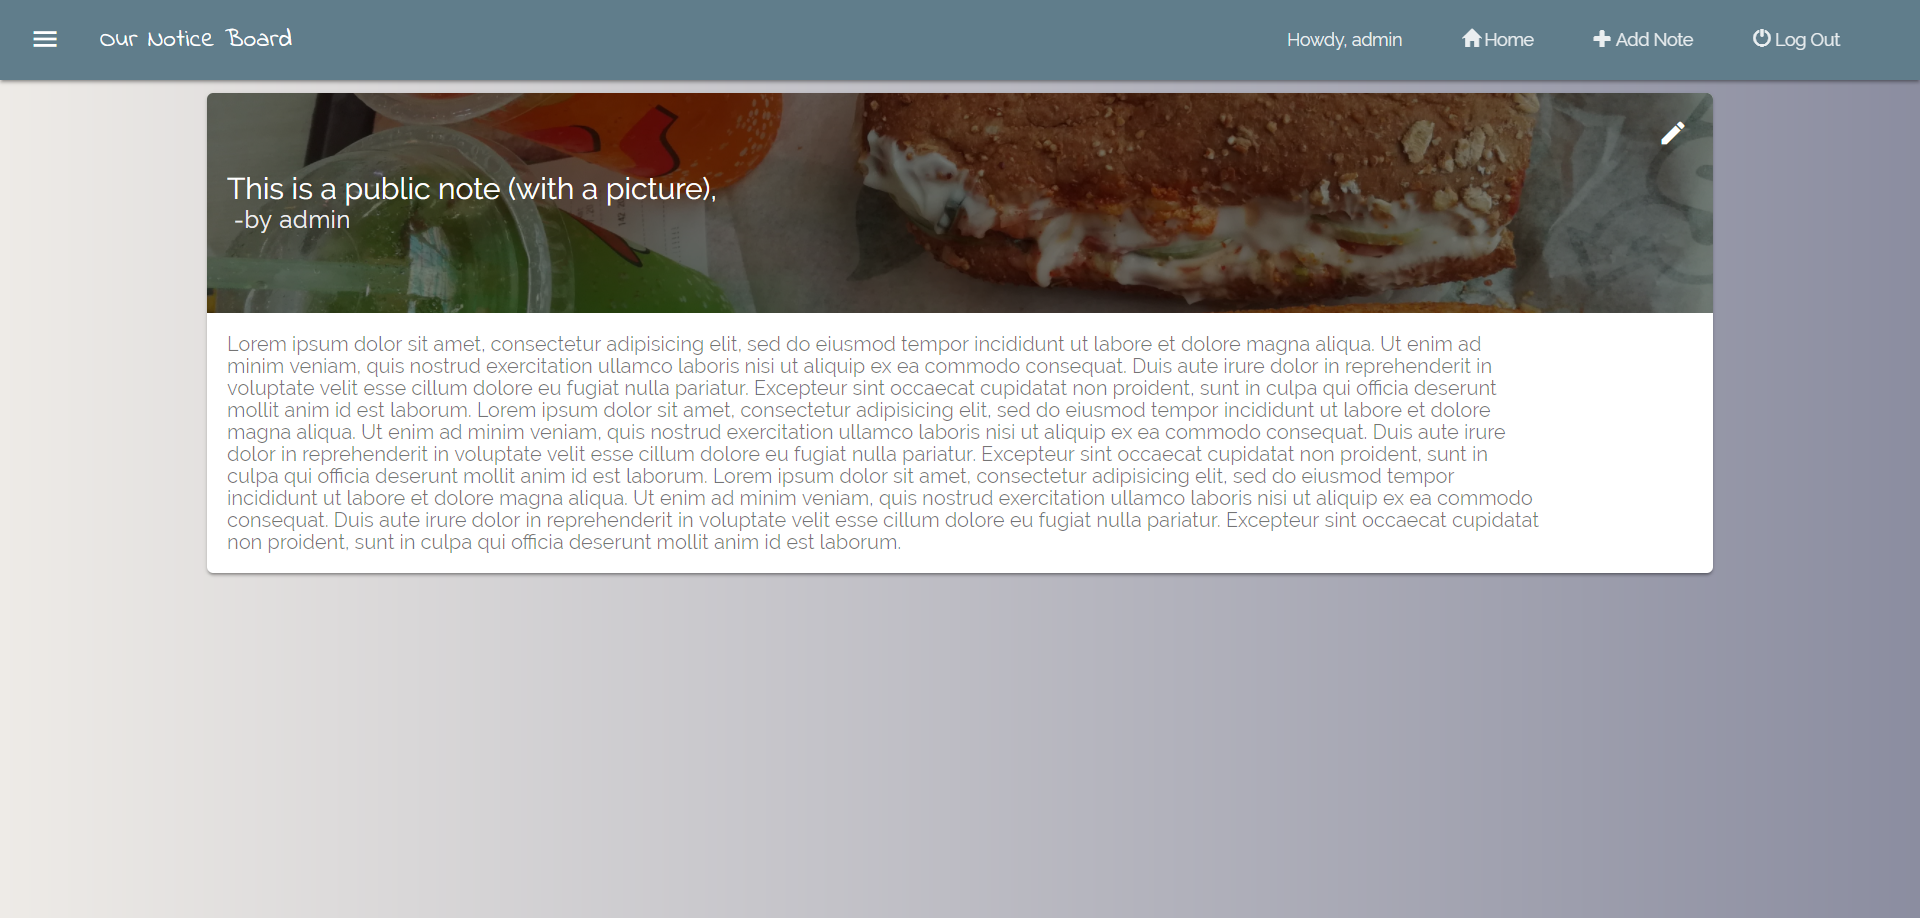 Our Notice Board
Howdy, admin
Home
Add Note
Log Out
This is a public note (with a picture),
-by admin
Lorem ipsum dolor sit amet, consectetur adipisicing elit, sed do eiusmod tempor incididunt ut labore et dolore magna aliqua. Ut enim ad
minim veniam, quis nostrud exercitation ullamco laboris nisi ut aliquip ex ea commodo consequat. Duis aute irure dolor in reprehenderit in
voluptate velit esse cillum dolore eu fugiat nulla pariatur. Excepteur sint occaecat cupidatat non proident, sunt in culpa qui officia deserunt
mollit anim id est laborum. Lorem ipsum dolor sit amet, consectetur adipisicing elit, sed do eiusmod tempor incididunt ut labore et dolore
magna aliqua. Ut enim ad minim veniam, quis nostrud exercitation ullamco laboris nisi ut aliquip ex ea commodo consequat. Duis aute irure
dolor in reprehenderit in voluptate velit esse cillum dolore eu fugiat nulla pariatur. Excepteur sint occaecat cupidatat non proident, sunt in
culpa qui officia deserunt mollit anim id est laborum. Lorem ipsum dolor sit amet, consectetur adipisicing elit, sed do eiusmod tempor
incididunt ut labore et dolore magna aliqua. Ut enim ad minim veniam, quis nostrud exercitation ullamco laboris nisi ut aliquip ex ea commodo
consequat. Duis aute irure dolor in reprehenderit in voluptate velit esse cillum dolore eu fugiat nulla pariatur. Excepteur sint occaecat cupidatat
non proident, sunt in culpa qui officia deserunt mollit anim id est laborum.